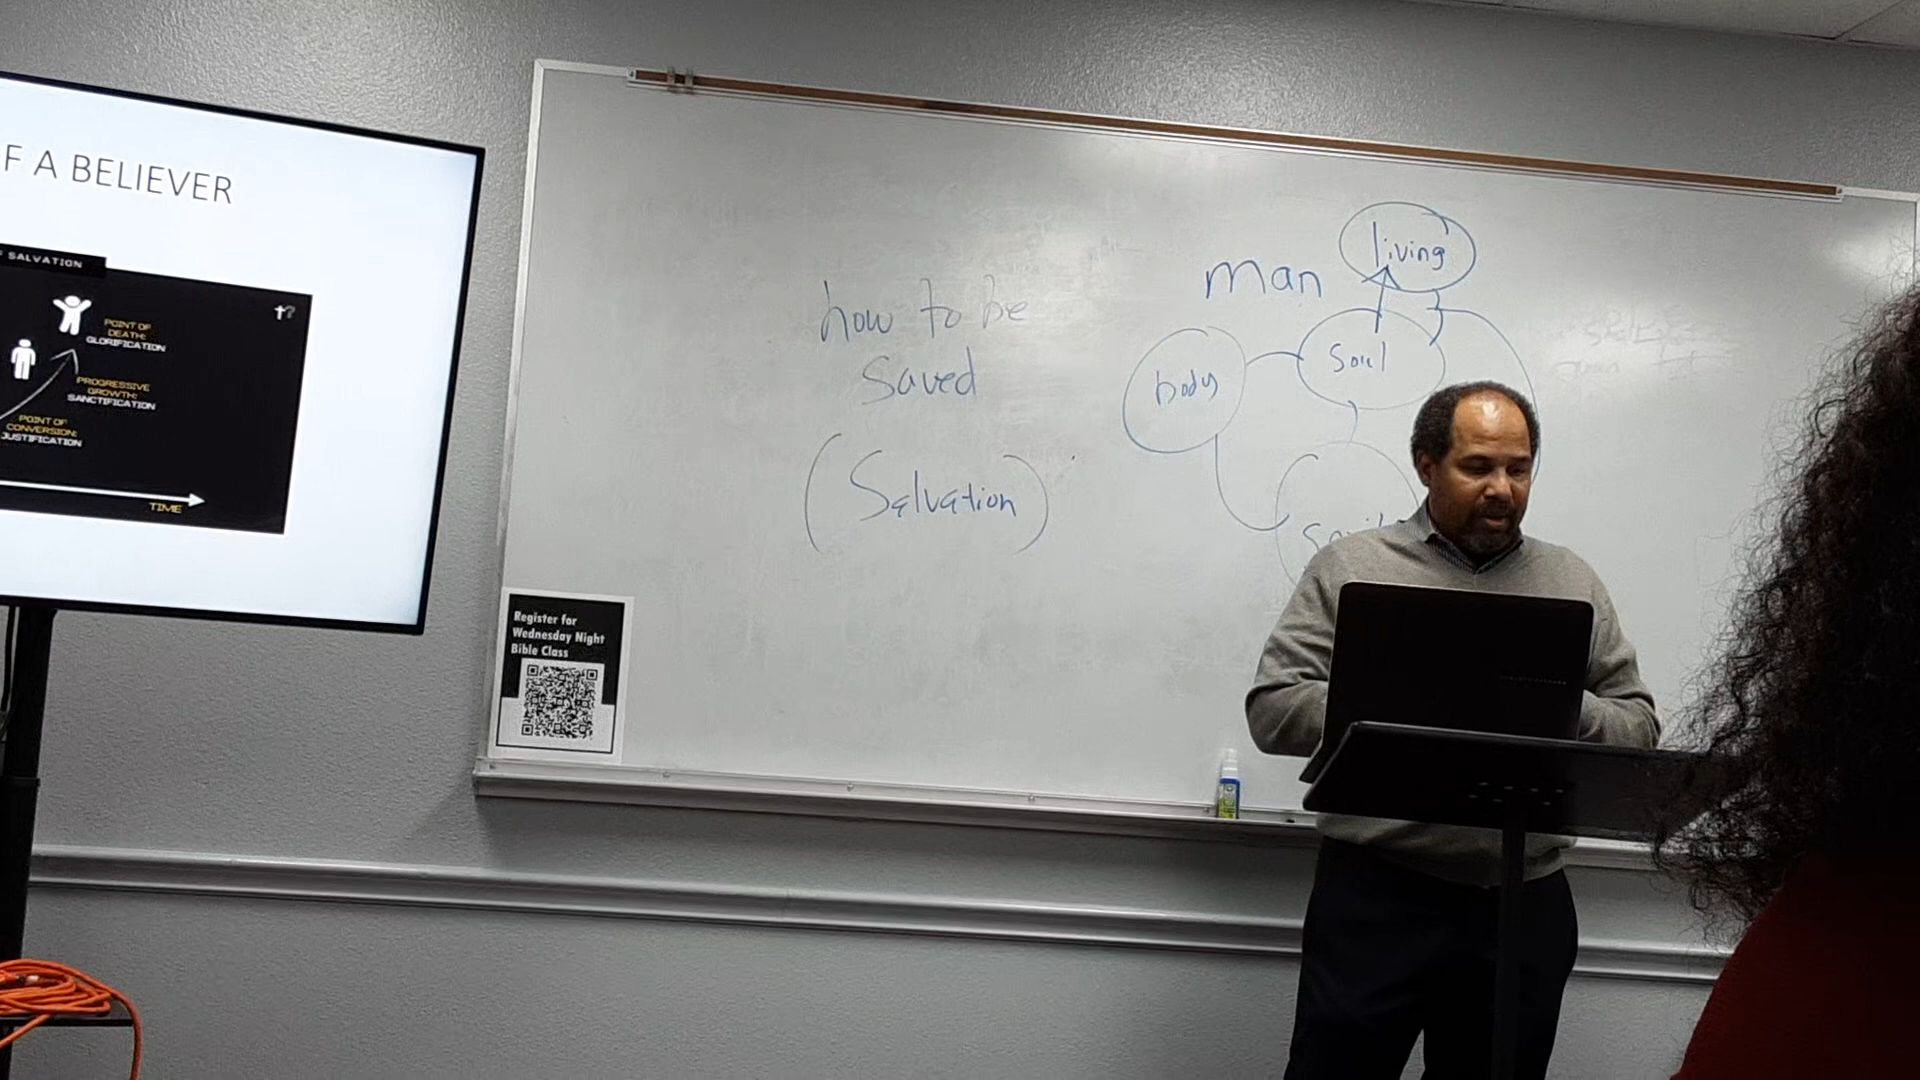 F A BELIEVER
SALVATION
POINT OF
DEATH:
GLORIFICATION
PROGRESSIVE
GROWTH:
SANCTIFICATION
POINT OF
CONVERSION:
JUSTIFICATION
TIME
how to be
saved
(Salvation)
man
living
body
soul
Register for
Wednesday Night
Bible Class